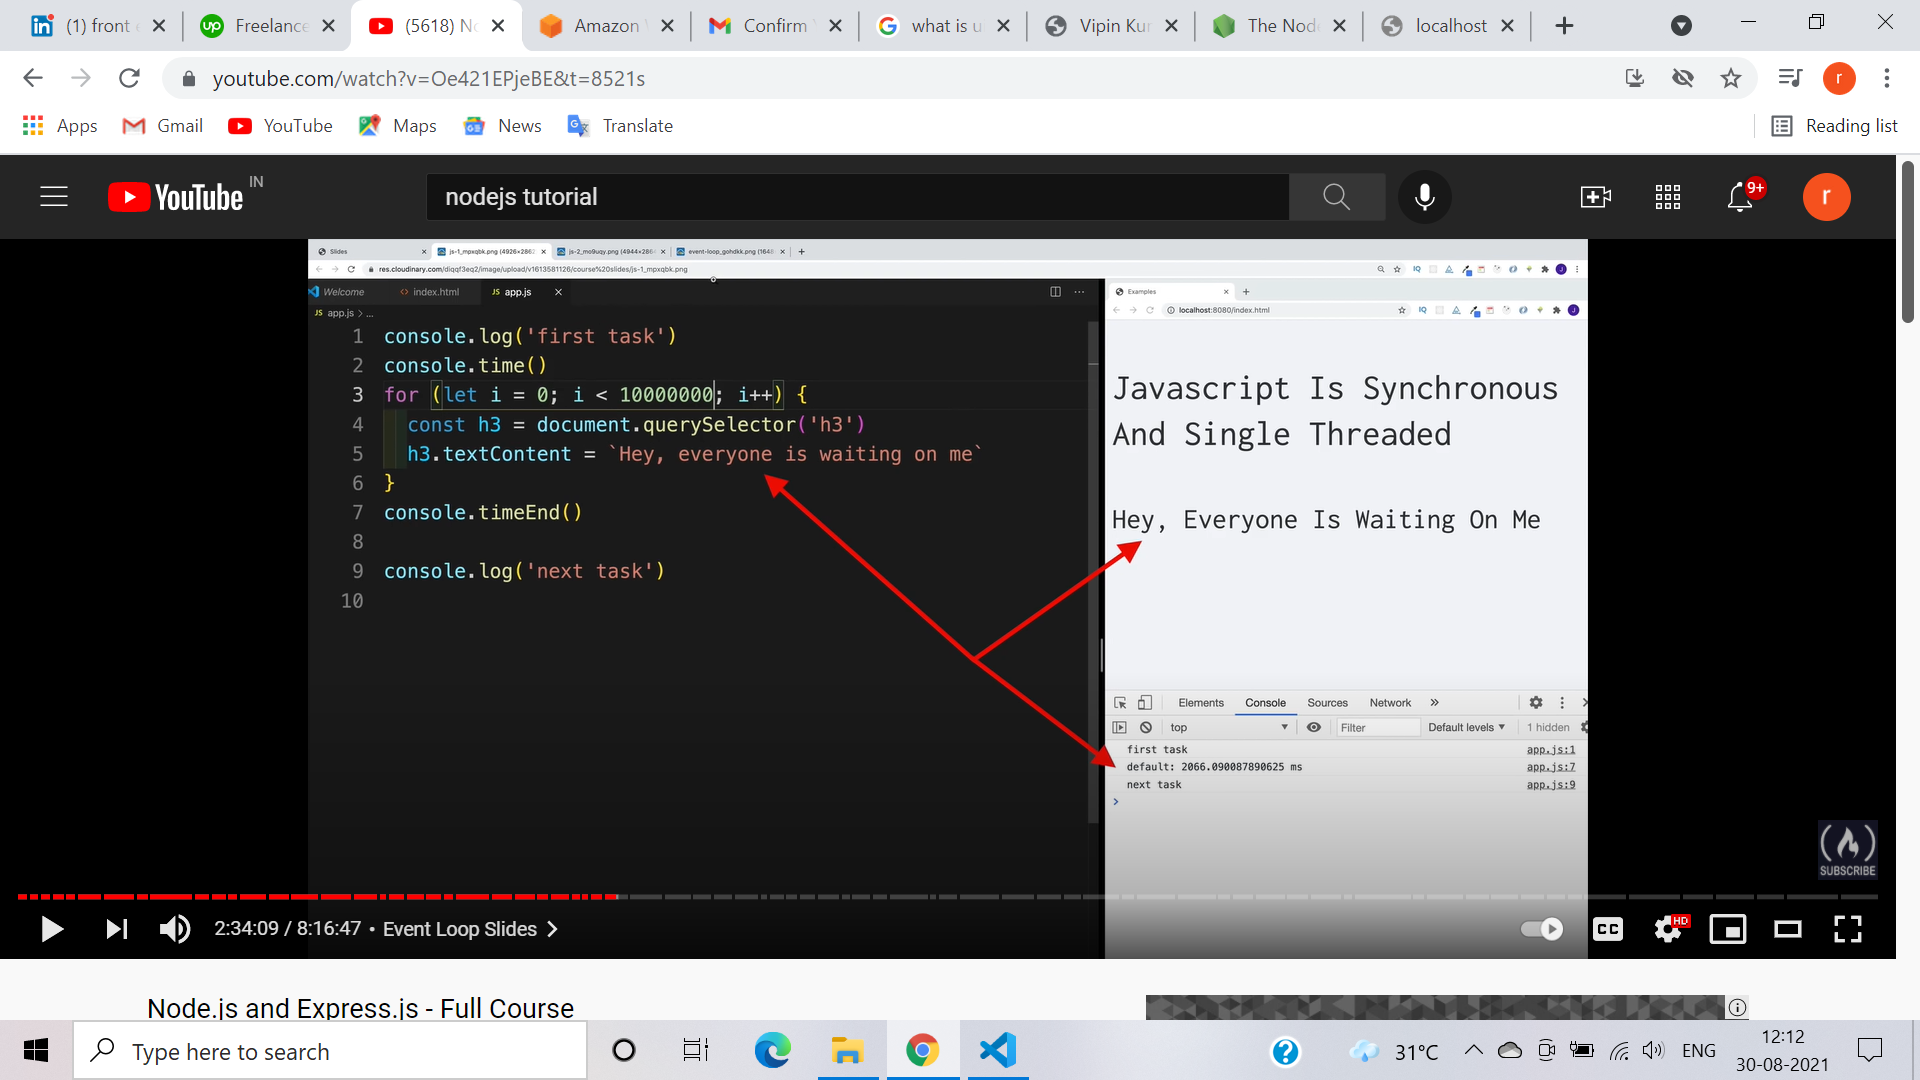 (1) front
Freelance
(5618) No
Amazon
Confirm
what is u
Vipin Kur
The Node
localhost
youtube.com/watch?v=Oe421EPjeBE&t=8521s
r
Apps
Gmail
YouTube
Maps
News
Translate
Reading list
YouTube IN
nodejs tutorial
9+
r
Slides
js-1_mpxqbk.png (4926×2862
js-2_mo9uqy.png (4944×286
event-loop_gohdkk.png (164
res.cloudinary.com/diqqf3eq2/image/upload/v1613581126/course%20slides/js-1_mpxqbk.png
Welcome
index.html
JS app.js
JS app.js > ...
1 console.log('first task')
2 console.time()
3 for (let i = 0; i < 10000000; i++) {
4 const h3 = document.querySelector('h3')
5 h3.textContent = `Hey, everyone is waiting on me`
6 }
7 console.timeEnd()
8
9 console.log('next task')
10
Examples
localhost:8080/index.html
Javascript Is Synchronous
And Single Threaded
Hey, Everyone Is Waiting On Me
Elements Console Sources Network »
top Filter Default levels 1 hidden
first task app.js:1
default: 2066.090087890625 ms app.js:7
next task app.js:9
>
SUBSCRIBE
2:34:09 / 8:16:47 • Event Loop Slides >
CC
HD
Node.js and Express.js - Full Course
Type here to search
31°C
ENG
12:12
30-08-2021